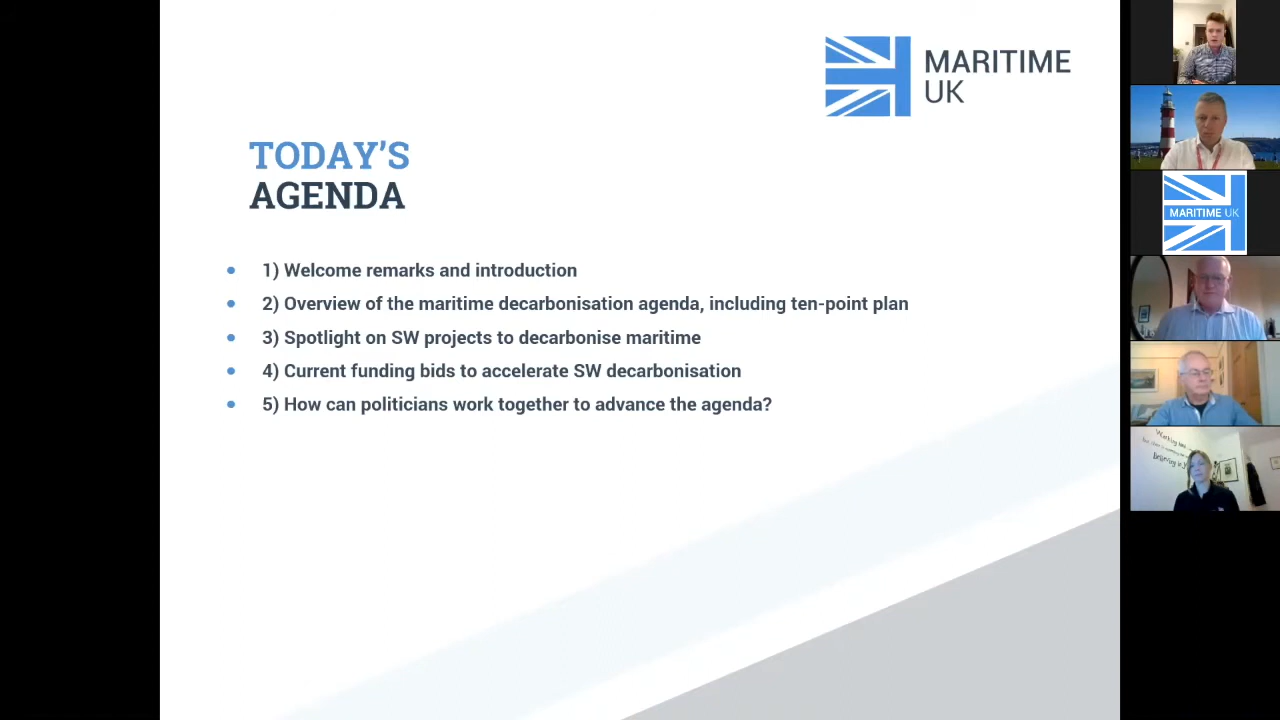 MARITIME
UK
TODAY'S
AGENDA
• 1) Welcome remarks and introduction
• 2) Overview of the maritime decarbonisation agenda, including ten-point plan
• 3) Spotlight on SW projects to decarbonise maritime
• 4) Current funding bids to accelerate SW decarbonisation
• 5) How can politicians work together to advance the agenda?
MARITIME UK